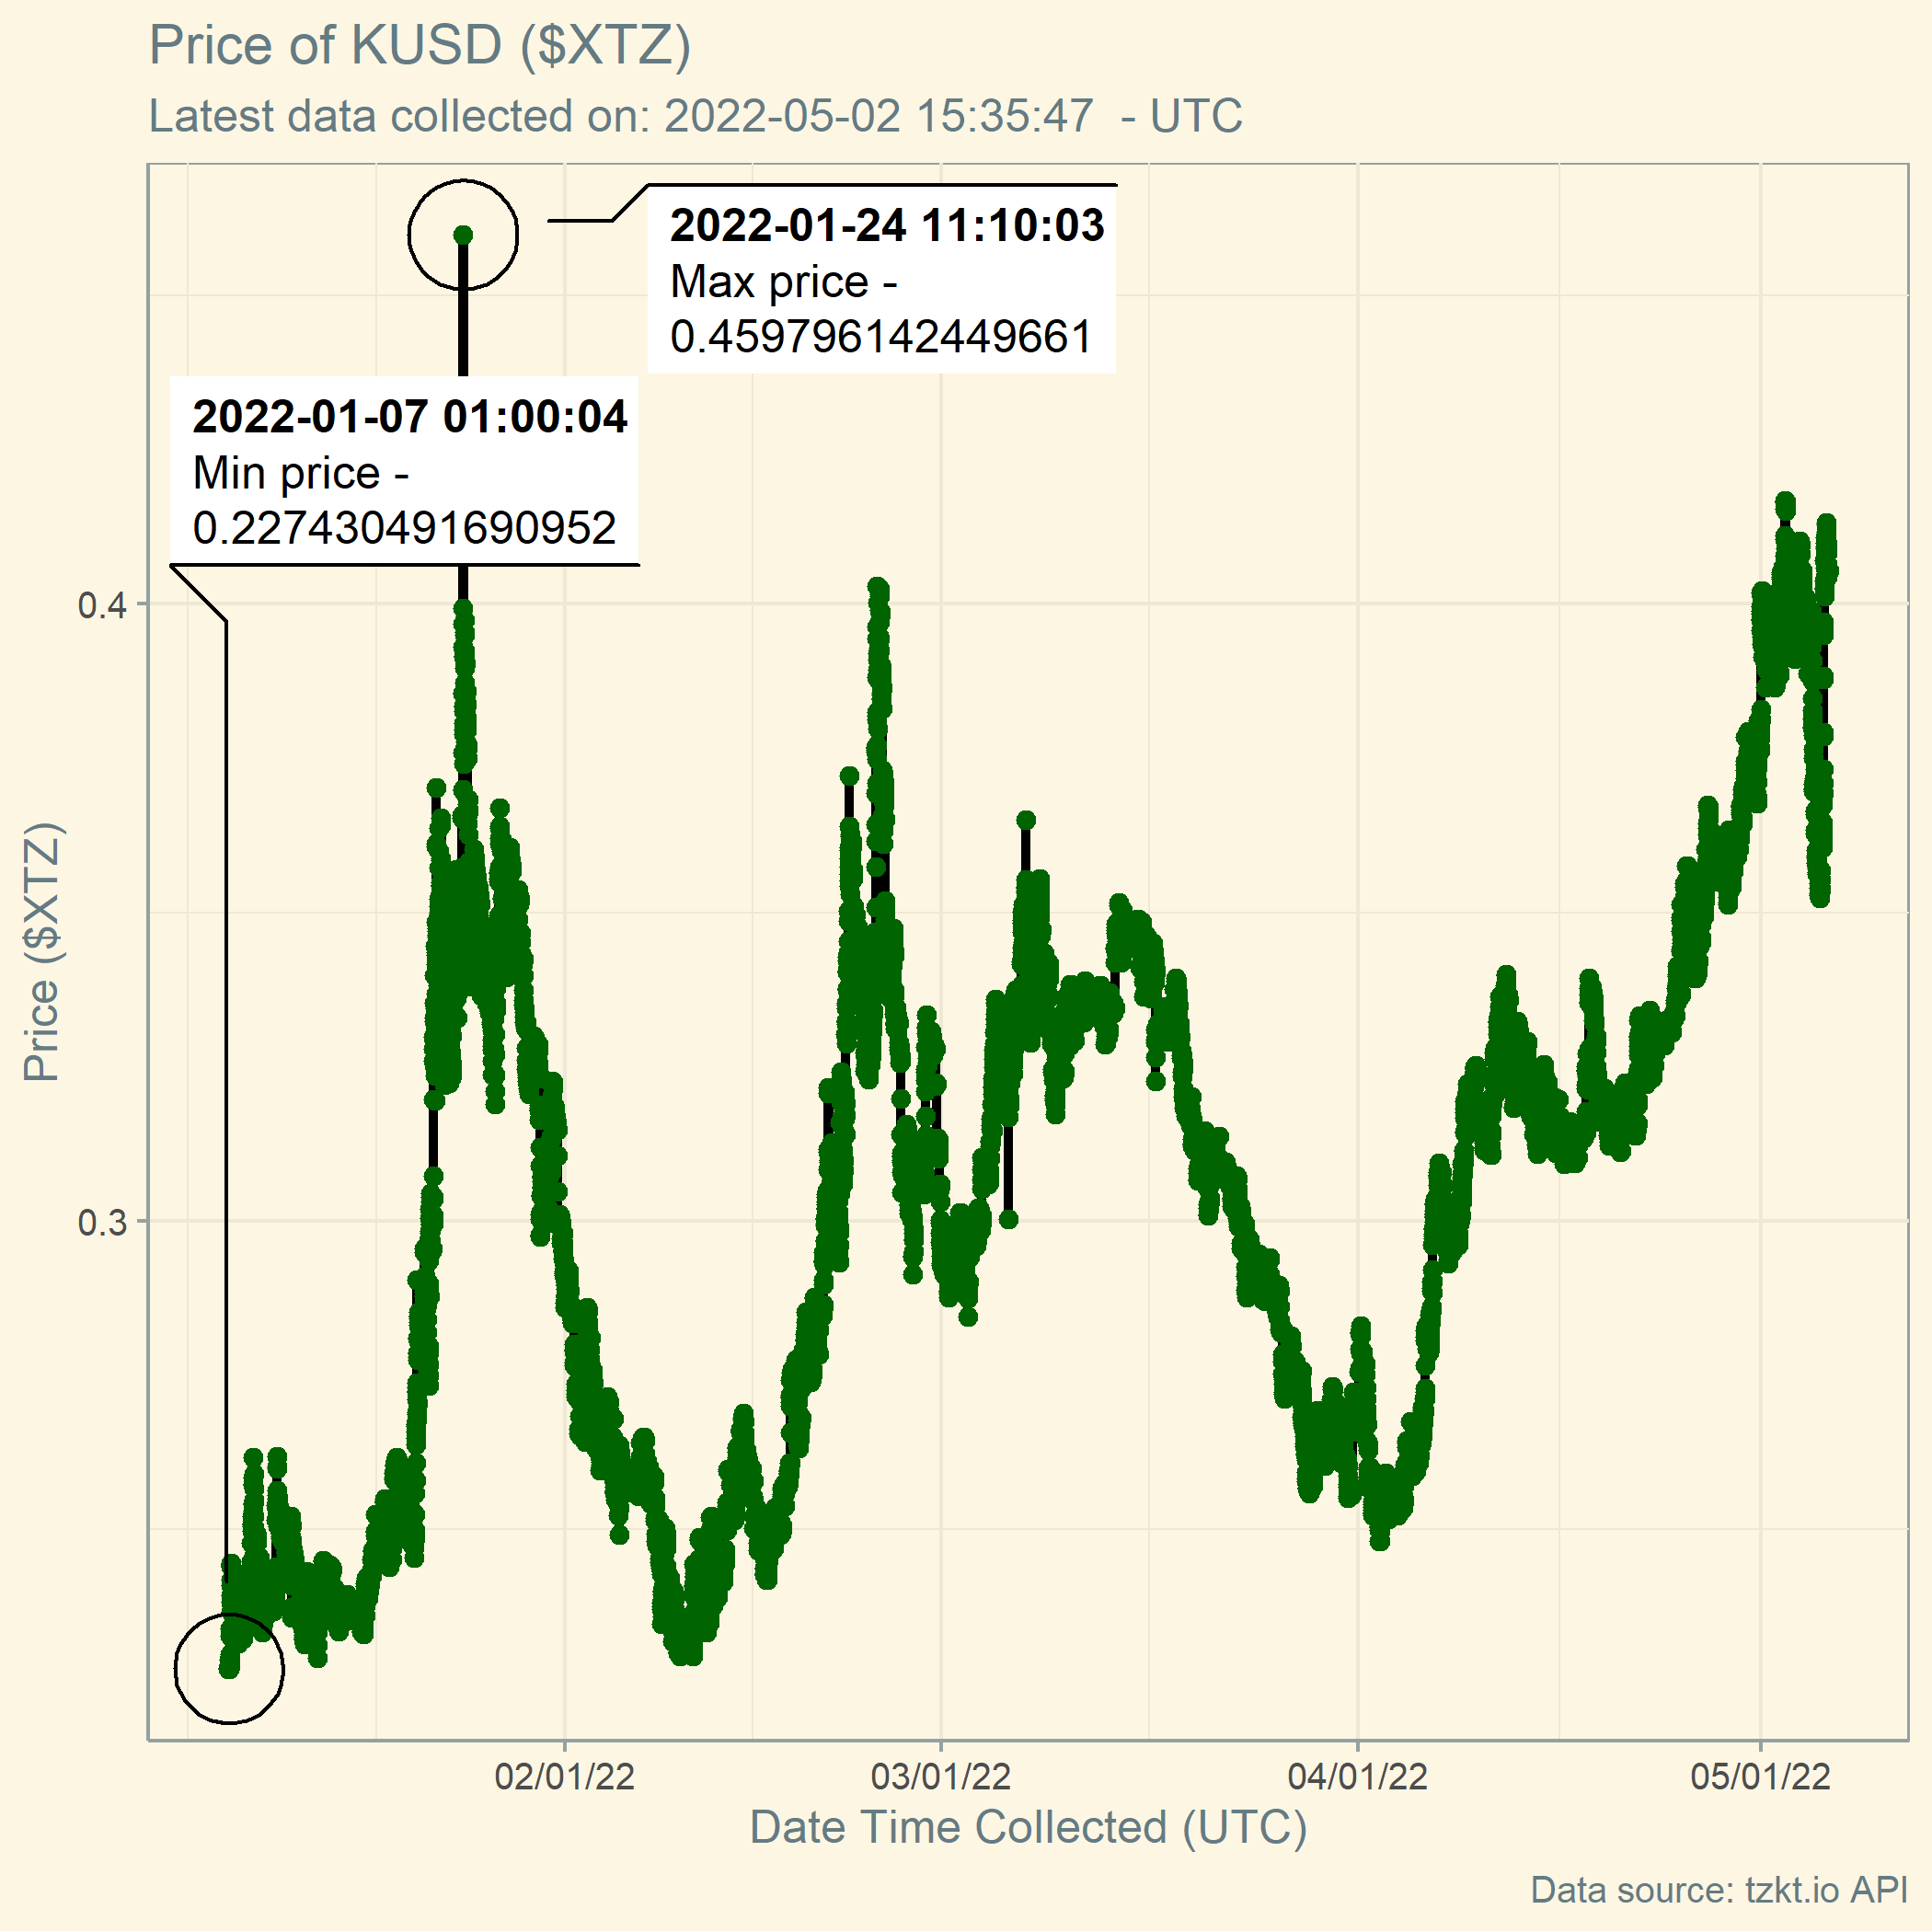 Price of KUSD ($XTZ)
Latest data collected on: 2022-05-02 15:35:47  - UTC
2022-01-24 11:10:03
Max price -
0.459796142449661
2022-01-07 01:00:04
Min price -
0.227430491690952
0.4
0.3
Price ($XTZ)
02/01/22
03/01/22
04/01/22
05/01/22
Date Time Collected (UTC)
Data source: tzkt.io API